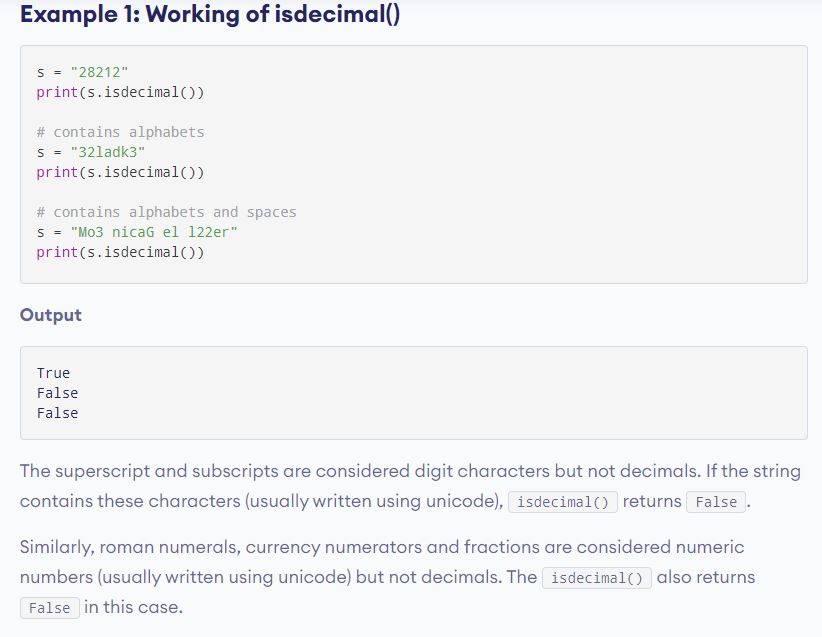 Example 1: Working of isdecimal()
s = "28212"
print(s.isdecimal())
# contains alphabets
s = "32ladk3"
print(s.isdecimal())
# contains alphabets and spaces
s = "Mo3 nicaG el l22er"
print(s.isdecimal())
Output
True
False
False
The superscript and subscripts are considered digit characters but not decimals. If the string
contains these characters (usually written using unicode), isdecimal() returns False .
Similarly, roman numerals, currency numerators and fractions are considered numeric
numbers (usually written using unicode) but not decimals. The isdecimal() also returns
False in this case.